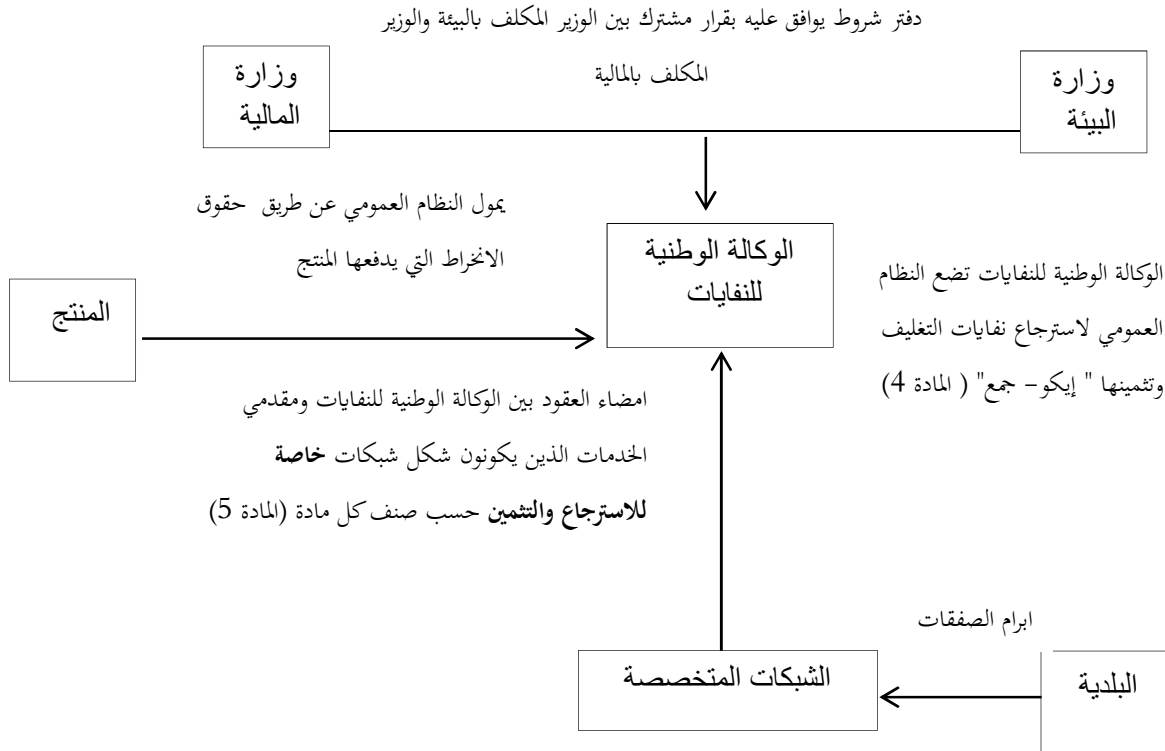 دفتر شروط يوافق عليه بقرار مشترك بين الوزير المكلف بالبيئة والوزير
المكلف بالمالية
وزارة
البيئة
وزارة
المالية
يمول النظام العمومي عن طريق حقوق
الانخراط التي يدفعها المنتج
الوكالة الوطنية
للنفايات
الوكالة الوطنية للنفايات تضع النظام
العمومي لاسترجاع نفايات التغليف
وتثمينها " إيكو– جمع" ( المادة 4)
المنتج
امضاء العقود بين الوكالة الوطنية للنفايات ومقدمي
الخدمات الذين يكونون شكل شبكات خاصة
للاسترجاع والتثمين حسب صنف كل مادة (المادة 5)
ابرام الصفقات
البلدية
الشبكات المتخصصة